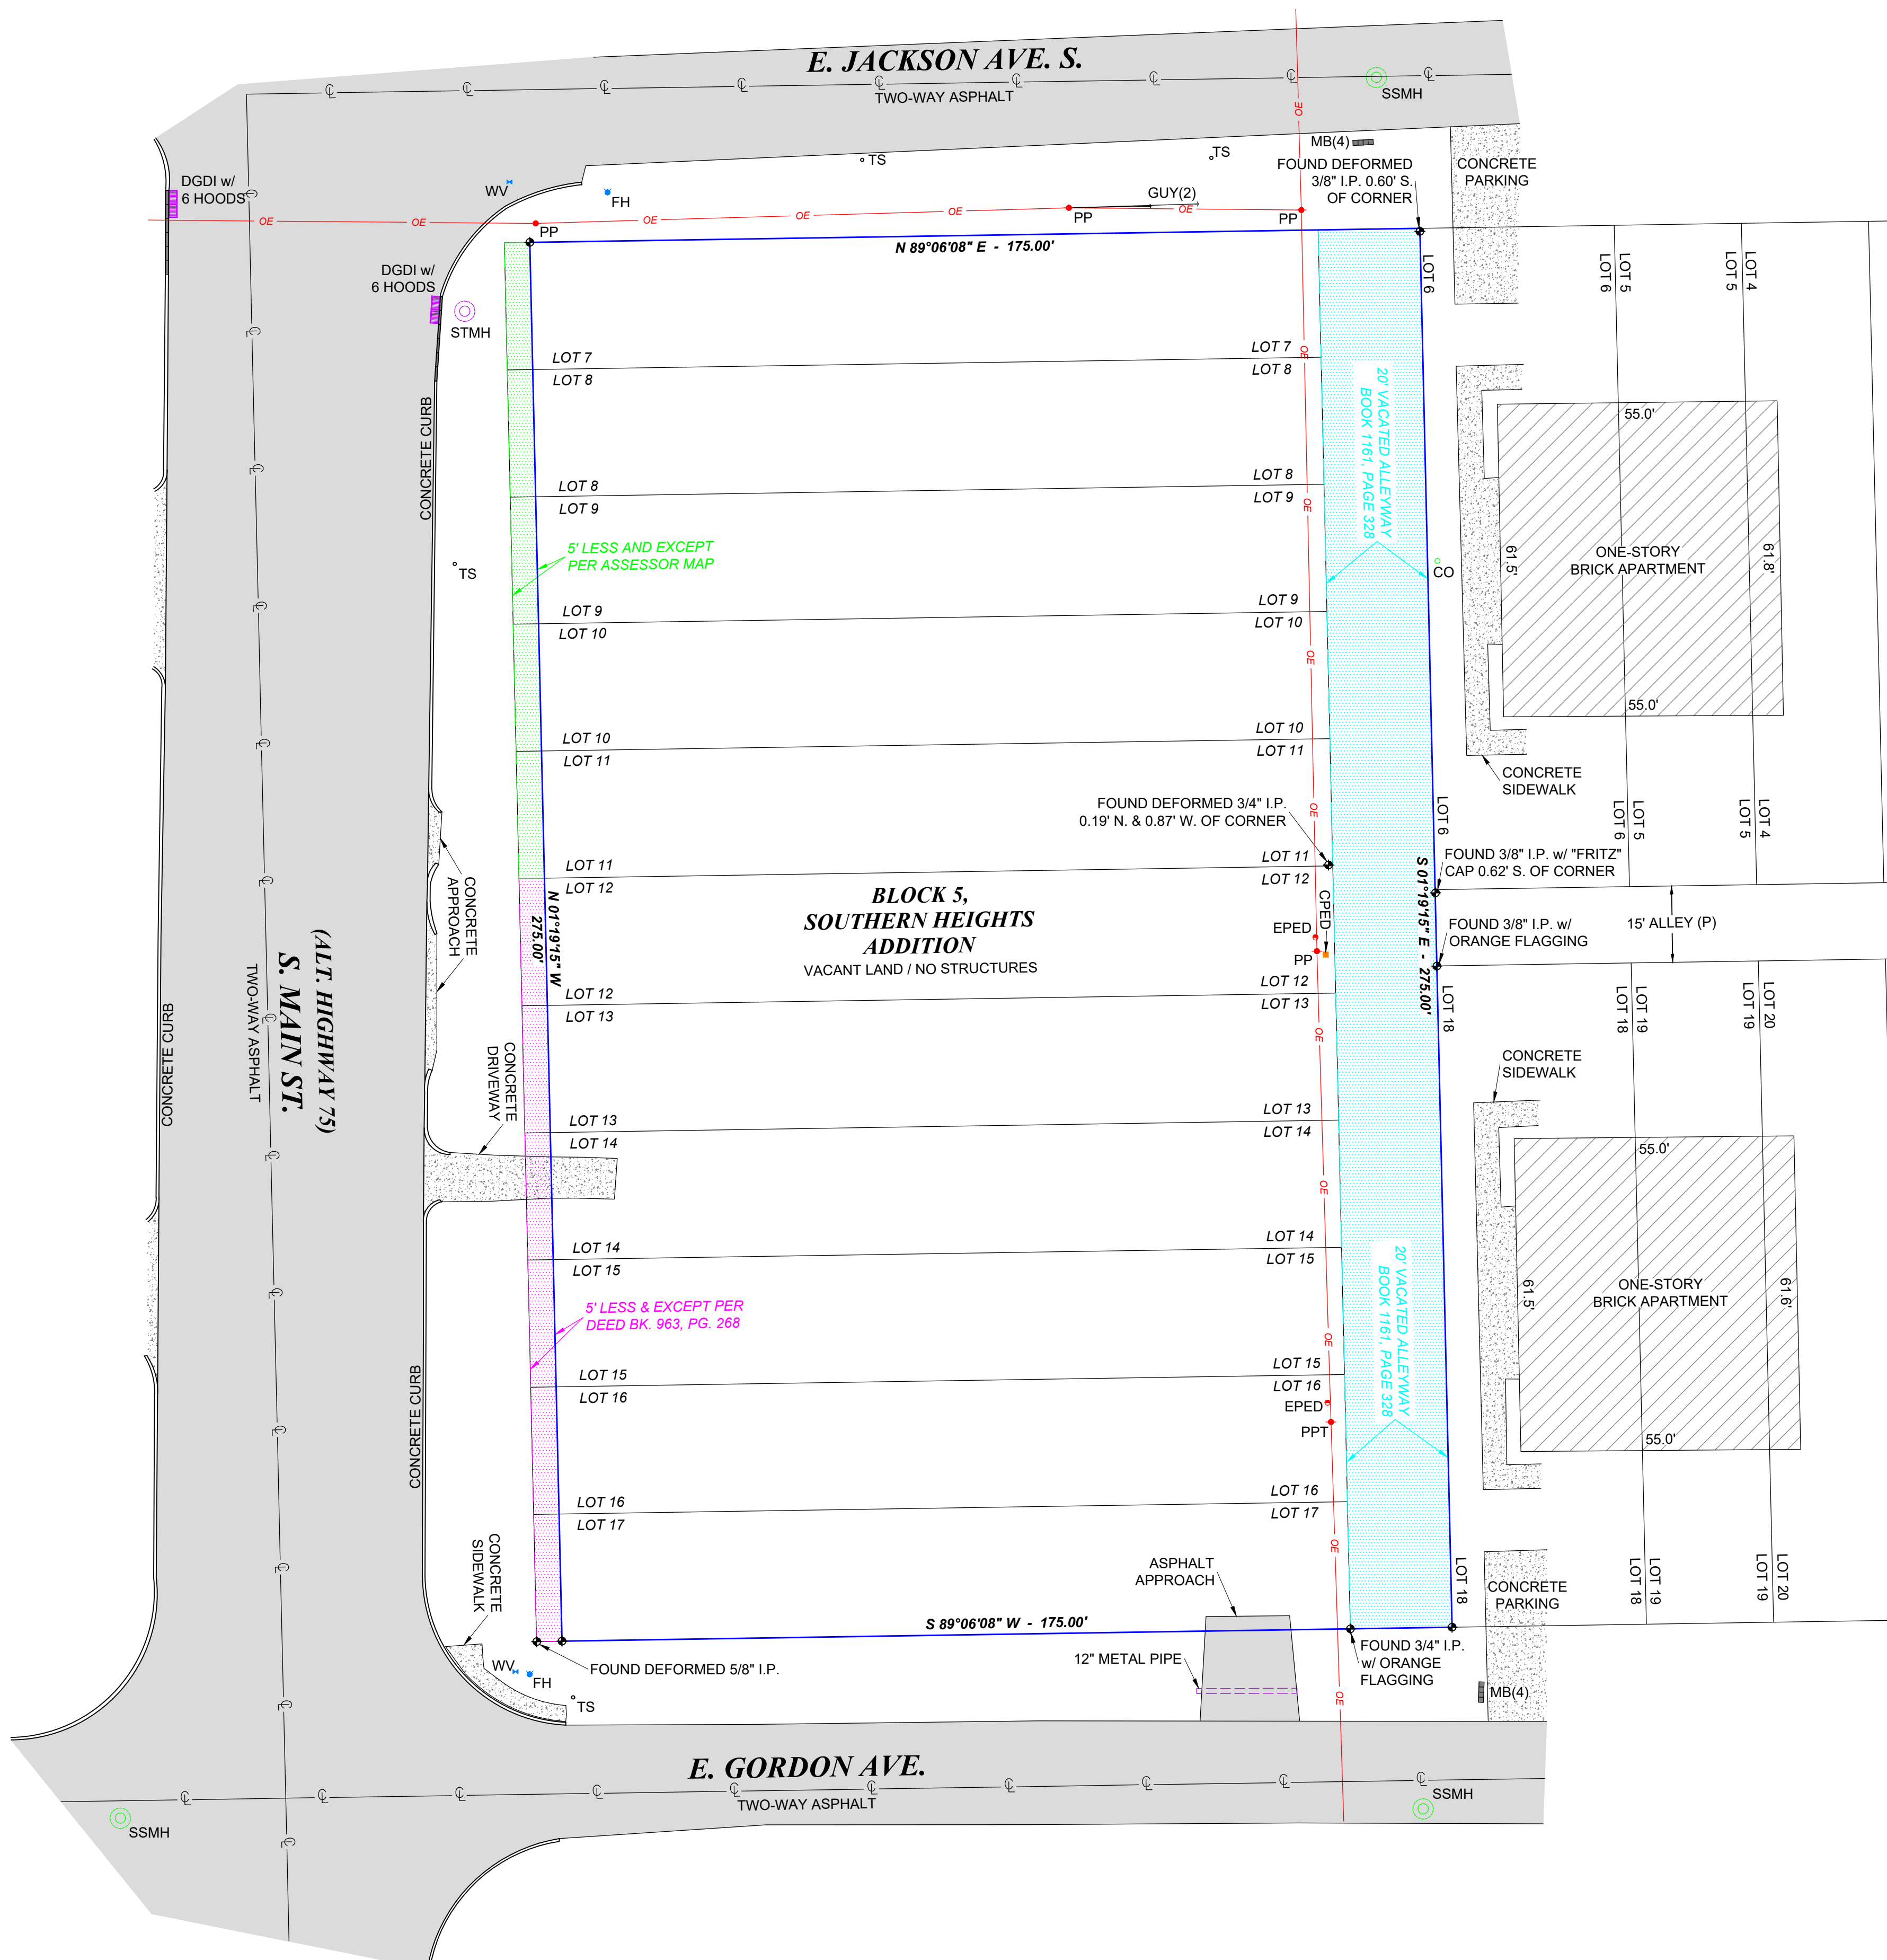 E. JACKSON AVE. S.
TWO-WAY ASPHALT
SSMH
OE
MB(4)
TS
TS
FOUND DEFORMED
3/8" I.P. 0.60' S.
OF CORNER
CONCRETE
PARKING
DGDI w/
6 HOODS
WV
FH
GUY(2)
OE
OE
OE
OE
OE
OE
PP
PP
PP
N 89°06'08" E - 175.00'
DGDI w/
6 HOODS
STMH
LOT 6
LOT 6
LOT 5
LOT 5
LOT 4
LOT 7
LOT 8
LOT 7
LOT 8
OE
20' VACATED ALLEYWAY
BOOK 1161, PAGE 328
CONCRETE CURB
55.0'
LOT 8
LOT 9
LOT 8
LOT 9
OE
5' LESS AND EXCEPT
PER ASSESSOR MAP
TS
CO
61.5'
ONE-STORY
BRICK APARTMENT
61.8'
LOT 9
LOT 10
LOT 9
LOT 10
OE
55.0'
LOT 10
LOT 11
LOT 10
LOT 11
CONCRETE
SIDEWALK
FOUND DEFORMED 3/4" I.P.
0.19' N. & 0.87' W. OF CORNER
OE
LOT 6
LOT 6
LOT 5
LOT 5
LOT 4
LOT 11
LOT 12
LOT 11
LOT 12
FOUND 3/8" I.P. w/ "FRITZ"
CAP 0.62' S. OF CORNER
CONCRETE
APPROACH
N 01°19'15" W
275.00'
BLOCK 5,
SOUTHERN HEIGHTS
ADDITION
VACANT LAND / NO STRUCTURES
CPED
EPED
PP
S 01°19'15" E - 275.00'
FOUND 3/8" I.P. w/
ORANGE FLAGGING
15' ALLEY (P)
(ALT. HIGHWAY 75)
S. MAIN ST.
TWO-WAY ASPHALT
CONCRETE CURB
LOT 12
LOT 13
LOT 12
LOT 13
OE
LOT 18
LOT 18
LOT 19
LOT 19
LOT 20
CONCRETE
DRIVEWAY
CONCRETE
SIDEWALK
LOT 13
LOT 14
LOT 13
LOT 14
55.0'
OE
LOT 14
LOT 15
LOT 14
LOT 15
20' VACATED ALLEYWAY
BOOK 1161, PAGE 328
61.5'
ONE-STORY
BRICK APARTMENT
61.6'
5' LESS & EXCEPT PER
DEED BK. 963, PG. 268
OE
LOT 15
LOT 16
LOT 15
LOT 16
EPED
PPT
CONCRETE CURB
55.0'
LOT 16
LOT 17
LOT 16
LOT 17
OE
CONCRETE
SIDEWALK
ASPHALT
APPROACH
LOT 18
CONCRETE
PARKING
LOT 18
LOT 19
LOT 19
LOT 20
S 89°06'08" W - 175.00'
FOUND DEFORMED 5/8" I.P.
WV
FH
TS
12" METAL PIPE
FOUND 3/4" I.P.
w/ ORANGE
FLAGGING
MB(4)
OE
E. GORDON AVE.
TWO-WAY ASPHALT
SSMH
SSMH